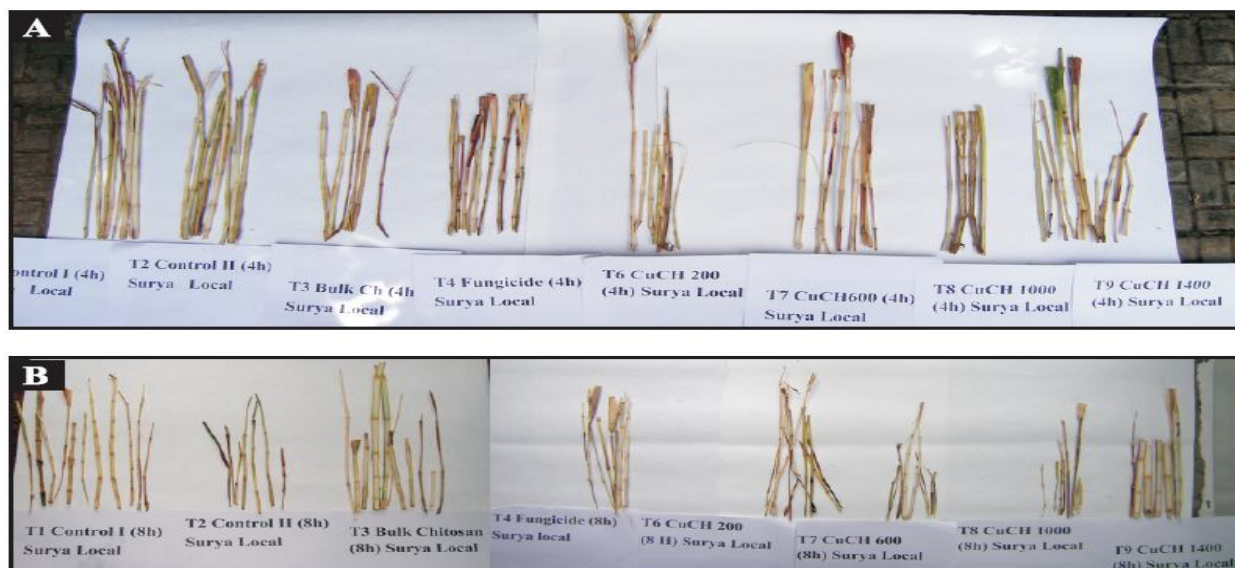 A
ontrol I (4h)
Local
T2 Control II (4h)
Surya Local
T3 Bulk Ch (4h
Surya Local
T4 Fungicide (4h)
Surya Local
T6 CuCH 200
(4h) Surya Local
T7 CuCH600 (4h)
Surya Local
T8 CuCH 1000
(4h) Surya Local
T9 CuCH 1400
(4h) Surya Local
B
T1 Control I (8h)
Surya Local
T2 Control II (8h)
Surya Local
T3 Bulk Chitosan
(8h) Surya Local
T4 Fungicide (8h)
Surya local
T6 CuCH 200
(8 H) Surya Local
T7 CuCH 600
(8h) Surya Local
T8 CuCH 1000
(8h) Surya Local
T9 CuCH 1400
(8h) Surya Local